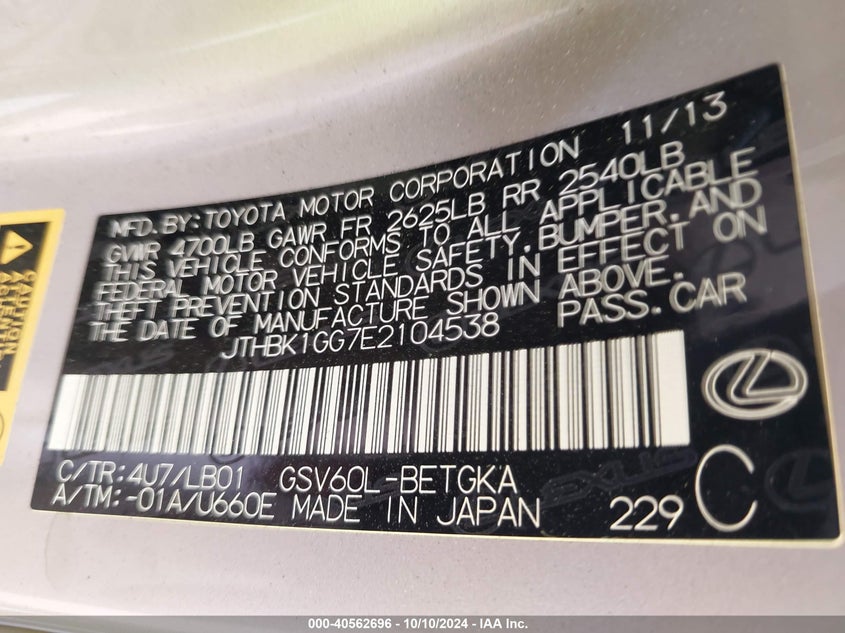 MFD. BY: TOYOTA MOTOR CORPORATION 11/13
GVWR 4700LB GAWR FR 2625LB RR 2540LB
THIS VEHICLE CONFORMS TO ALL APPLICABLE
FEDERAL MOTOR VEHICLE SAFETY, BUMPER, AND
THEFT PREVENTION STANDARDS IN EFFECT ON
THE DATE OF MANUFACTURE SHOWN ABOVE.
JTHBK1GG7E2104538 PASS. CAR
C/TR: 4U7/LB01 GSV60L-BETGKA
A/TM: -01A/U660E MADE IN JAPAN 229 C
000-40562696 - 10/10/2024 - IAA Inc.